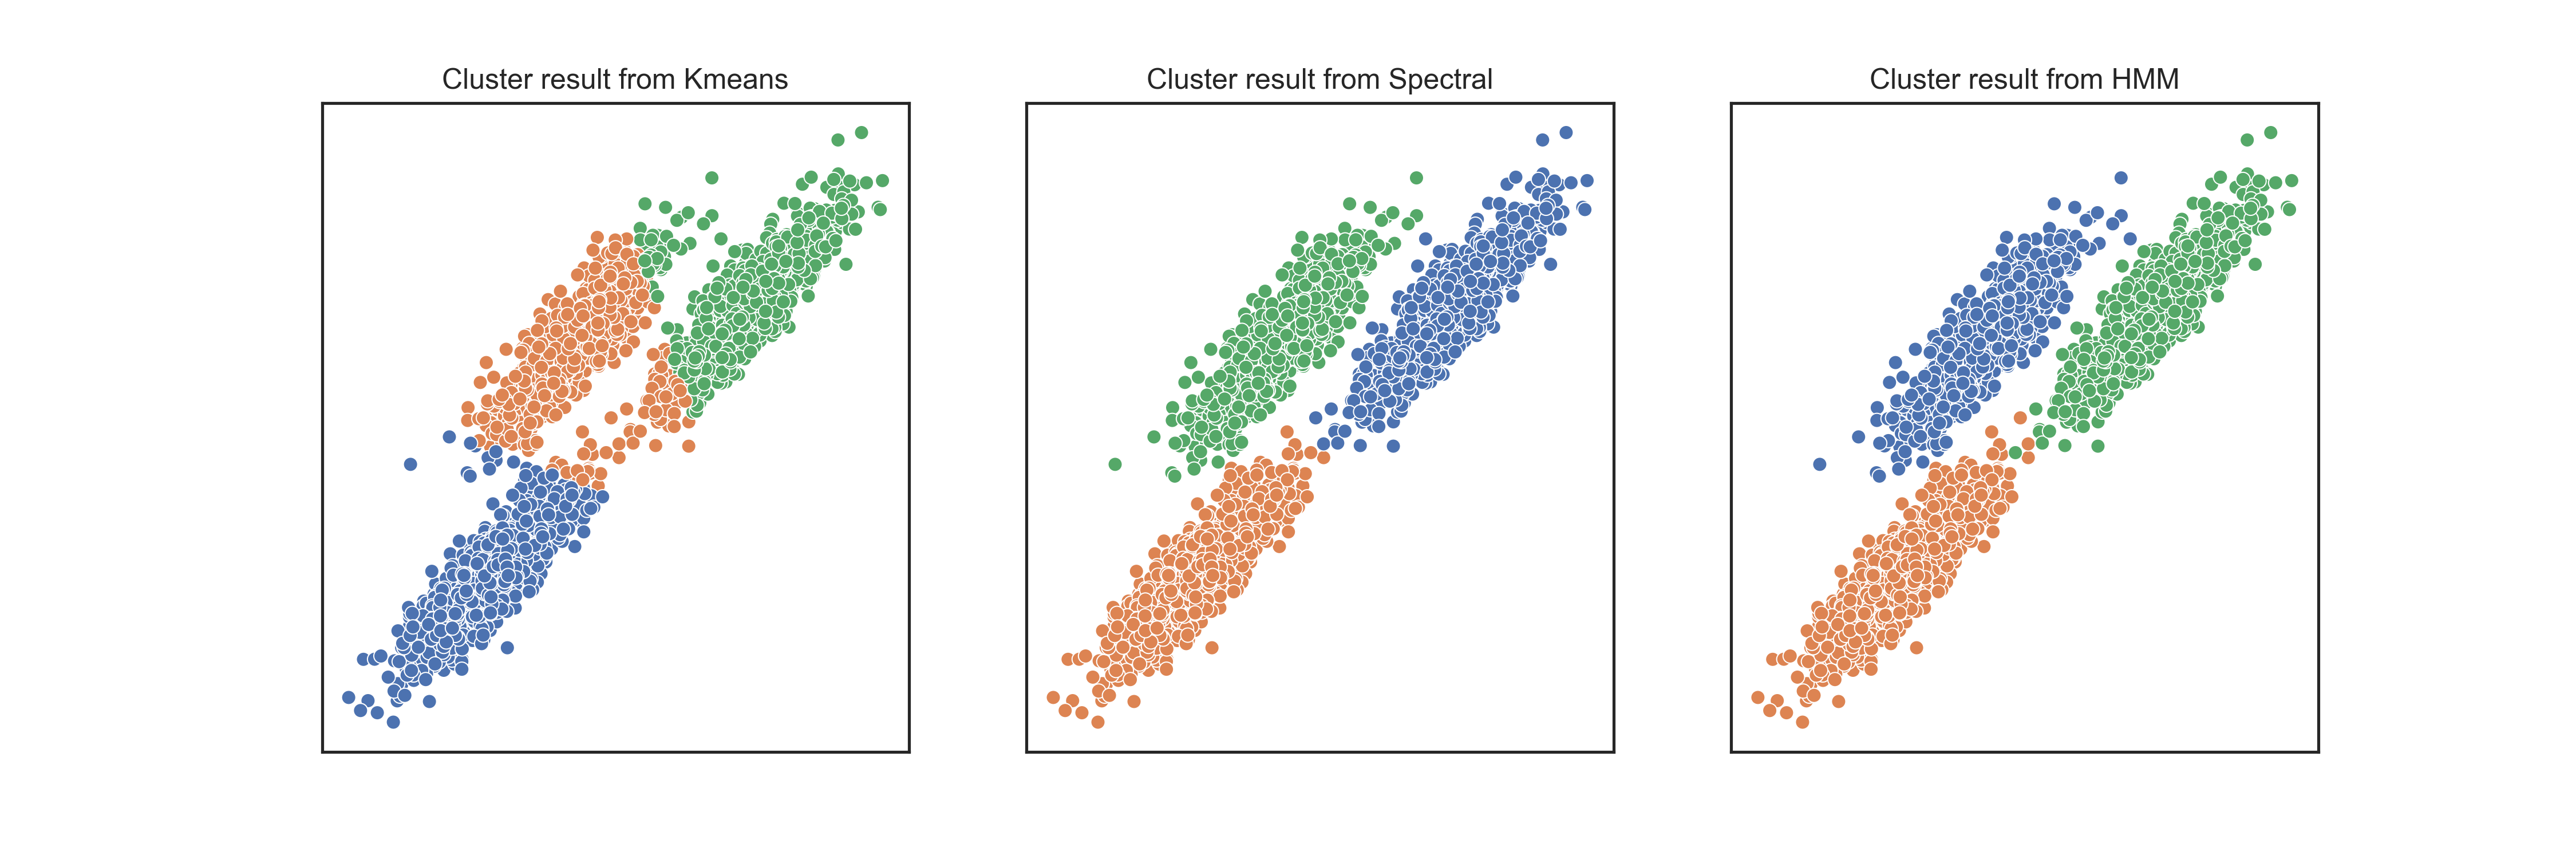 Cluster result from Kmeans
Cluster result from Spectral
Cluster result from HMM